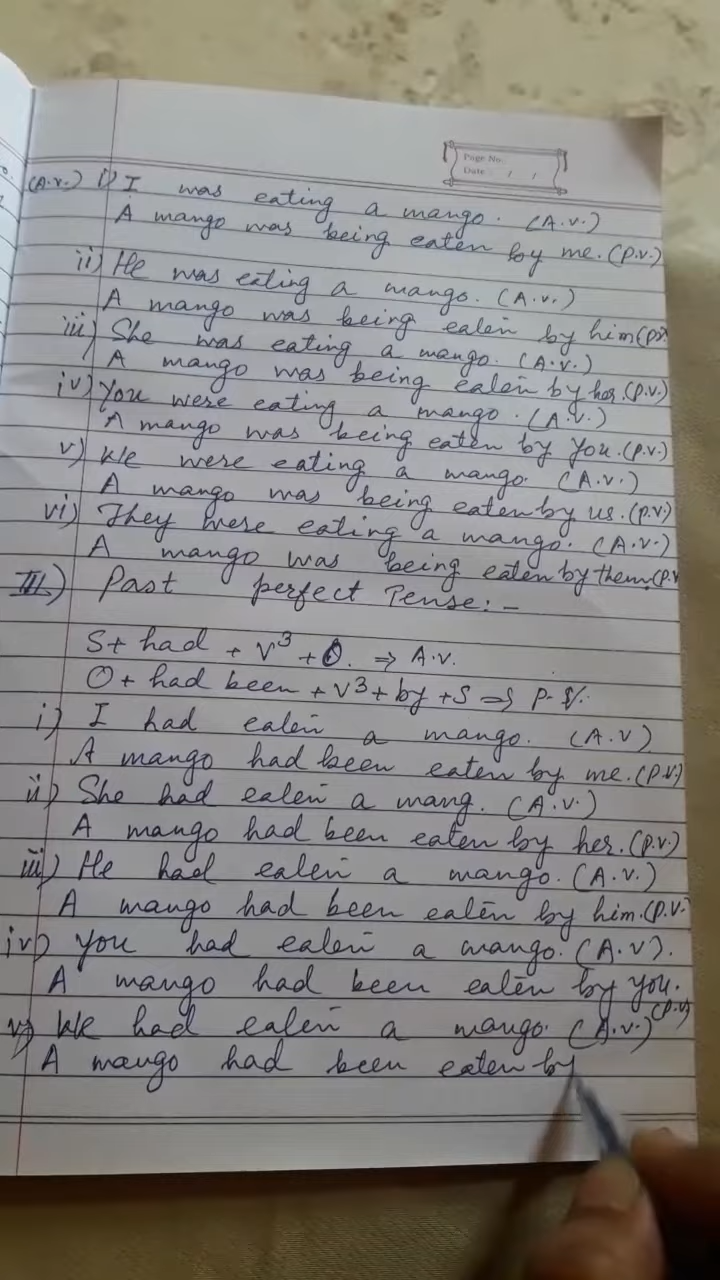 Page No.
Date / /
(A.V.) i) I was eating a mango. (A.V.)
A mango was being eaten by me. (P.V.)
ii) He was eating a mango. (A.V.)
A mango was being eaten by him (P.V.
iii) She was eating a mango. (A.V.)
A mango was being eaten by her. (P.V.)
iv) You were eating a mango. (A.V.)
A mango was being eaten by you. (P.V.)
v) We were eating a mango. (A.V.)
A mango was being eaten by us. (P.V.)
vi) They were eating a mango. (A.V.)
A mango was being eaten by them. (P.V
III.) Past perfect Tense:-
S+ had + V³ + O. ⇒ A.V.
O+ had been + V³ + by + S ⇒ P.V.
i) I had eaten a mango. (A.V)
A mango had been eaten by me. (P.V)
ii) She had eaten a mang. (A.V.)
A mango had been eaten by her. (P.V.)
iii) He had eaten a mango. (A.V.)
A mango had been eaten by him. (P.V.
iv) You had eaten a mango. (A.V).
A mango had been eaten by you. (P.V)
v) We had eaten a mango. (A.V.)
A mango had been eaten by